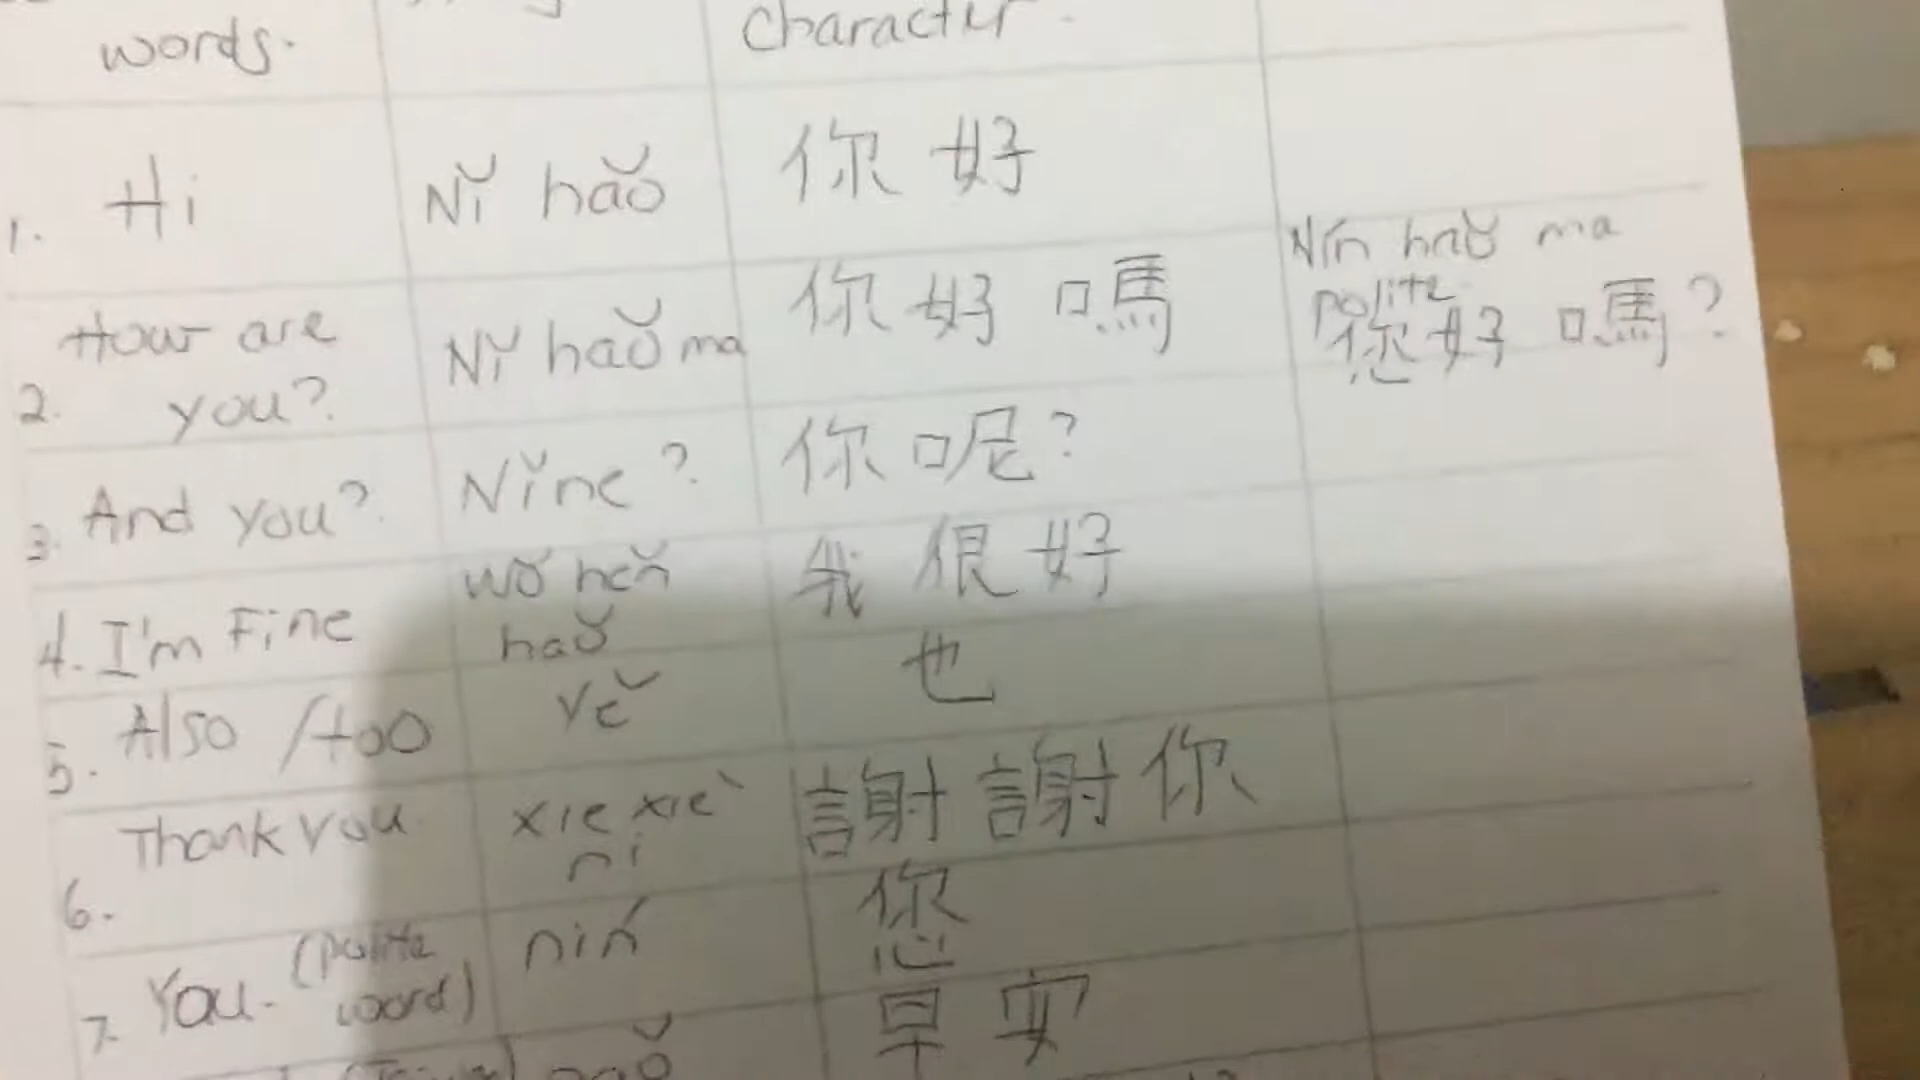 words. Character.
1. Hi Nǐ hǎo 你好
2. How are you? Nǐ hǎo ma 你好嗎 Nín hǎo ma polite 您好嗎?
3. And you? Nǐ ne? 你呢?
4. I'm Fine wǒ hěn hǎo 我很好
5. Also /too Yě 也
6. Thank You xie xiè ni 謝謝你
7. You. (polite word) nín 您
早安